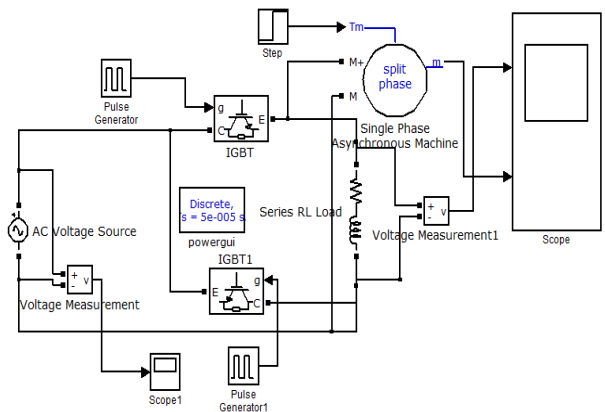 Step
Tm
M+
M
split
phase
m
Single Phase
Asynchronous Machine
Scope
Pulse
Generator
g
C
E
IGBT
AC Voltage Source
Discrete,
s = 5e-005 s
powergui
Series RL Load
+
-
v
Voltage Measurement1
IGBT1
E
g
C
+
-
v
Voltage Measurement
Scope1
Pulse
Generator1